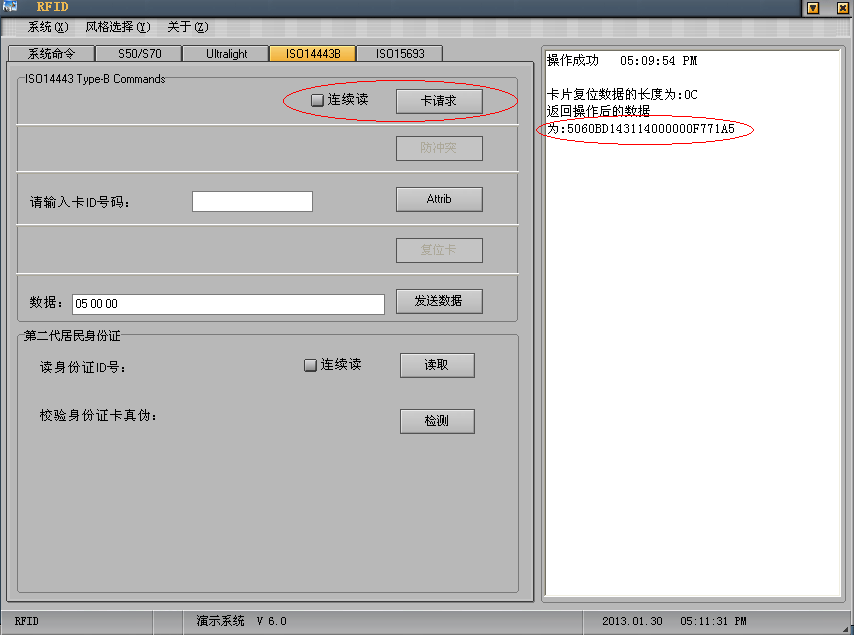 RFID
系统(X) 风格选择(Y) 关于(Z)
系统命令 S50/S70 Ultralight ISO14443B ISO15693
ISO14443 Type-B Commands
连续读 卡请求
防冲突
请输入卡ID号码： Attrib
复位卡
数据： 05 00 00 发送数据
第二代居民身份证
读身份证ID号： 连续读 读取
校验身份证卡真伪： 检测
操作成功 05:09:54 PM
卡片复位数据的长度为:0C
返回操作后的数据
为:5060BD143114000000F771A5
RFID 演示系统 V 6.0 2013.01.30 05:11:31 PM